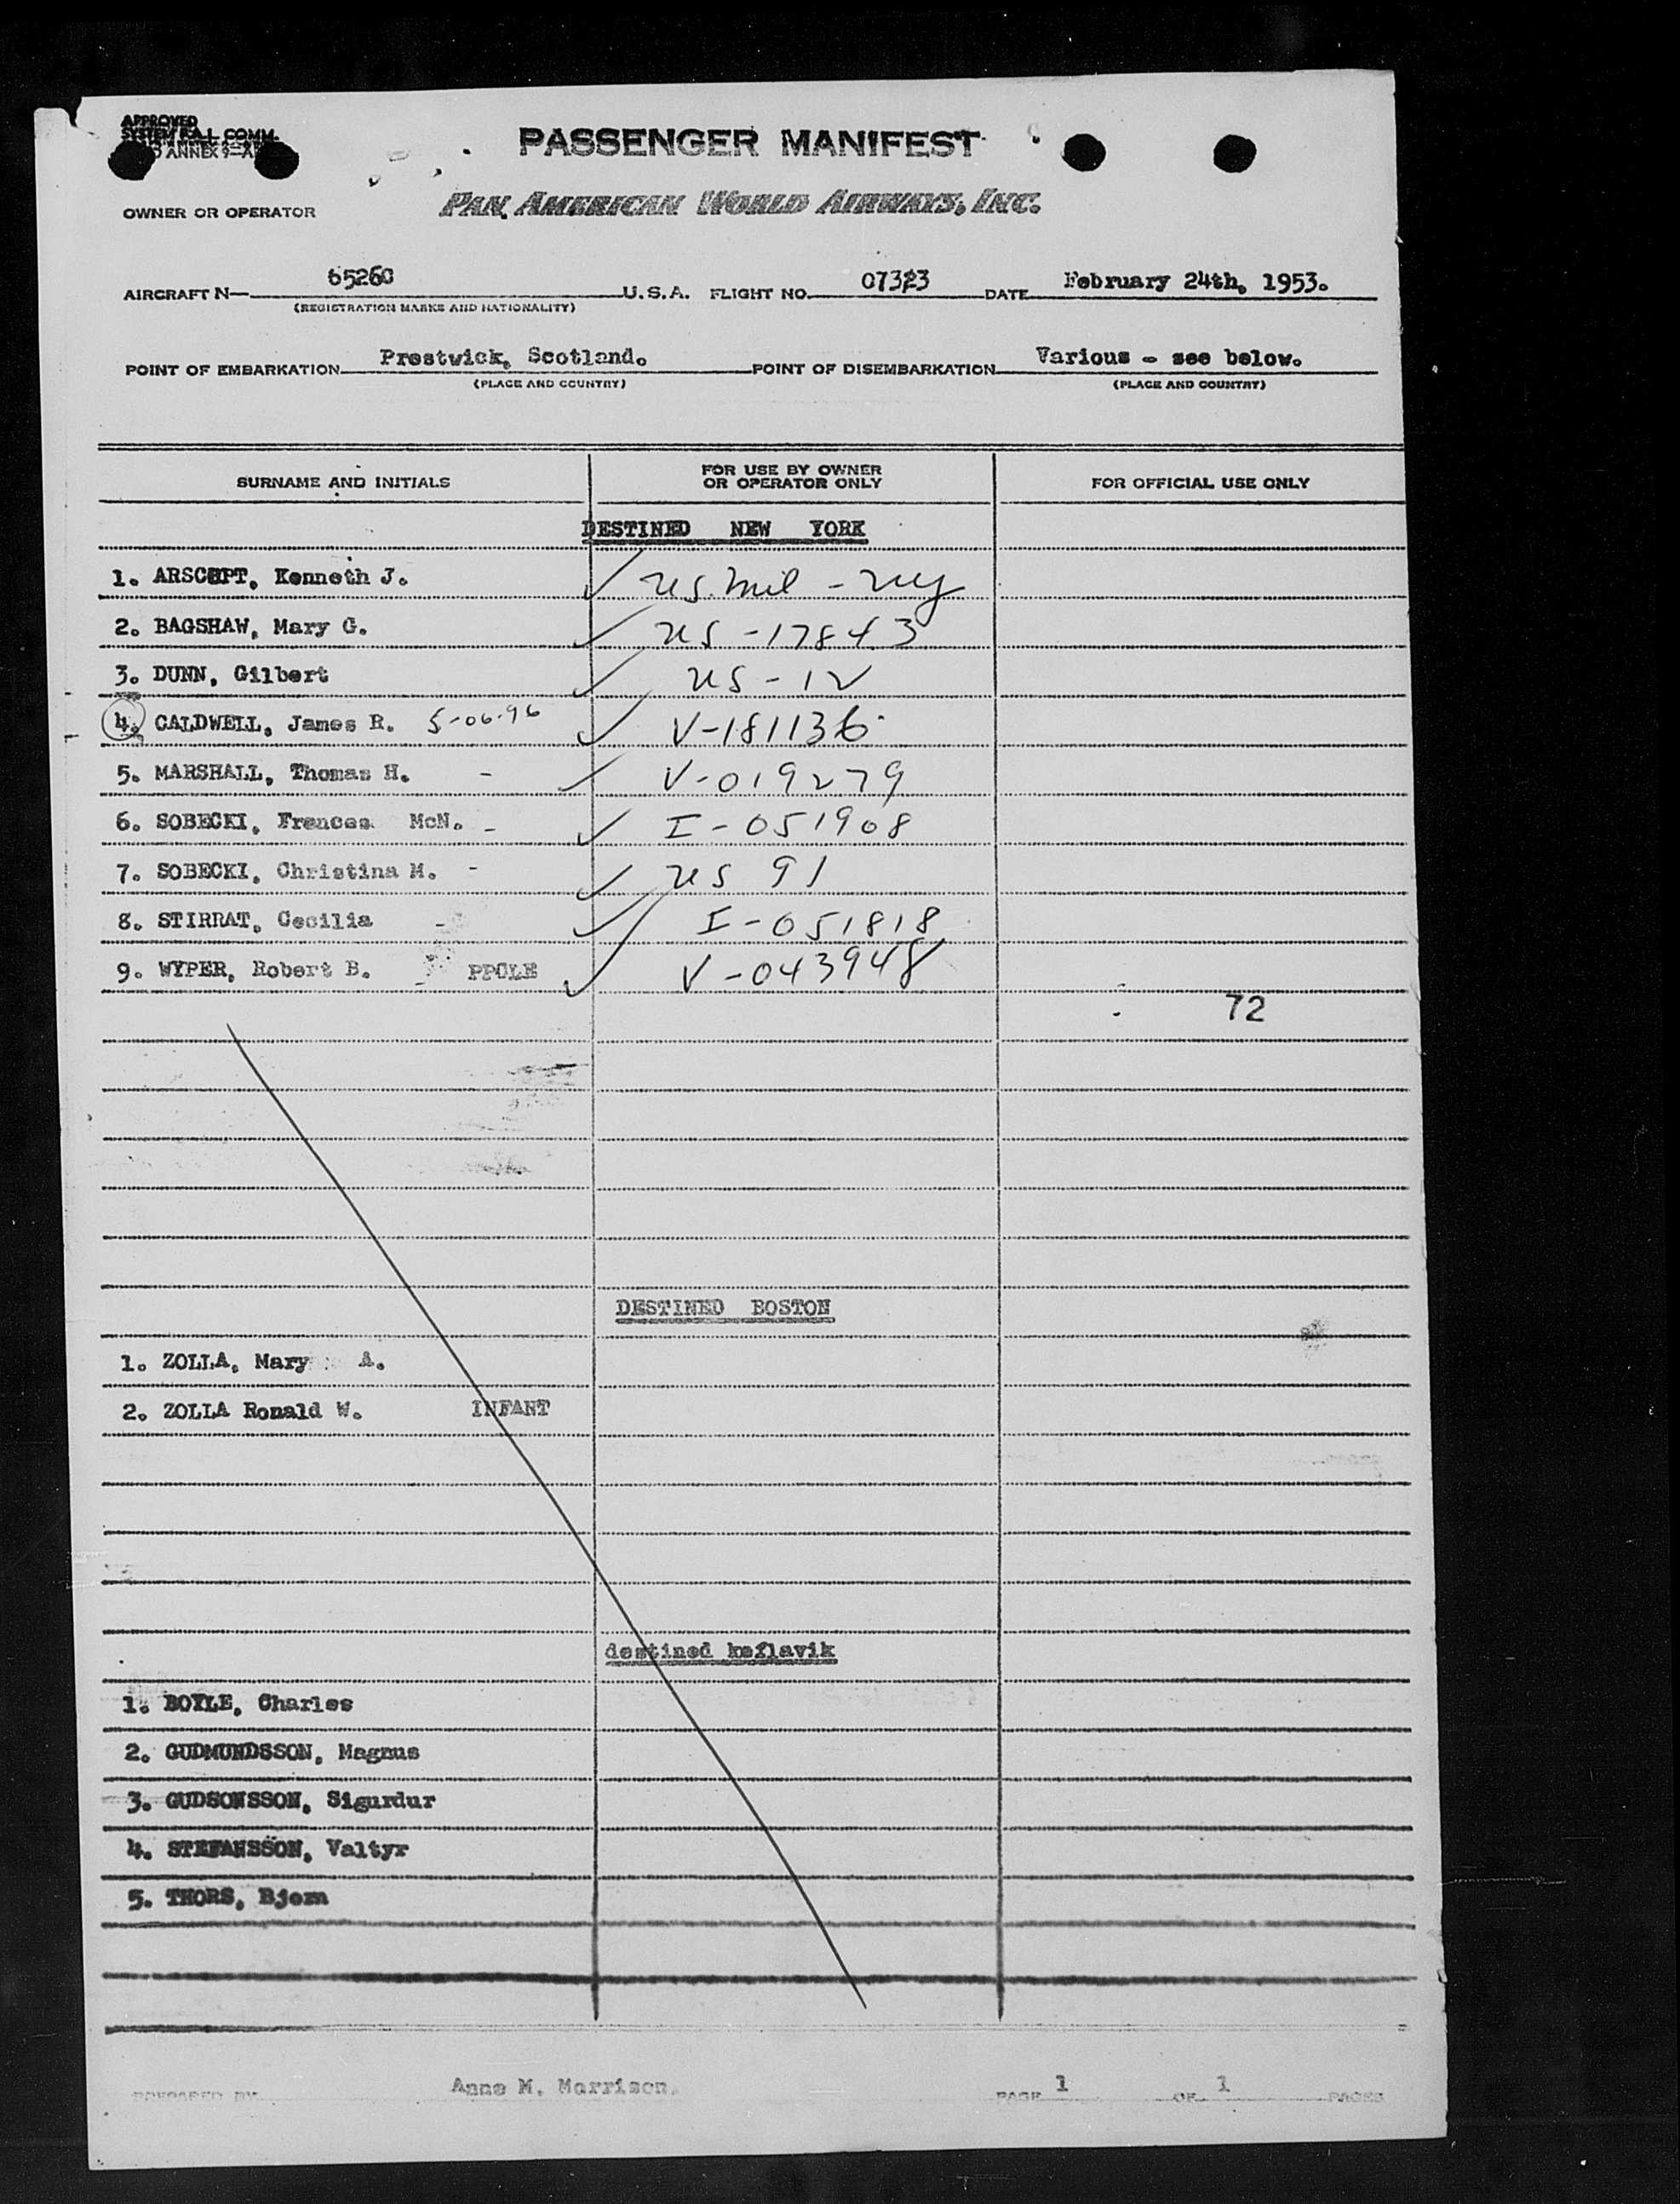 APPROVED
SYSTEM F.A.L. COMM.
ANNEX 9-A
PASSENGER MANIFEST
OWNER OR OPERATOR PAN AMERICAN WORLD AIRWAYS, INC.
AIRCRAFT N— 65260 U.S.A. FLIGHT NO. 07323 DATE February 24th, 1953.
(REGISTRATION MARKS AND NATIONALITY)
POINT OF EMBARKATION Prestwick, Scotland. POINT OF DISEMBARKATION Various - see below.
(PLACE AND COUNTRY) (PLACE AND COUNTRY)
SURNAME AND INITIALS FOR USE BY OWNER OR OPERATOR ONLY FOR OFFICIAL USE ONLY
DESTINED NEW YORK
1. Kenneth J. ✓ US. mil -
2. BAGSHAW, Mary G. ✓ US -17843
3. DUNN, Gilbert ✓ US - 12
4. CALDWELL, James R. 5-06-96 ✓ V-181136
5. MARSHALL, Thomas H. - ✓ V-019279
6. SOBECKI, Frances McN. - ✓ I-051908
7. SOBECKI, Christina M. - ✓ US 91
8. STIRRAT, Cecilia - ✓ I-051818
9. WYPER, Robert B. - PPOLE ✓ V-043948
72
DESTINED BOSTON
1. ZOLLA, Mary A.
2. ZOLLA Ronald W. INFANT
destined keflavik
1. BOYLE, Charles
2. GUDMUNDSSON, Magnus
3. GUDSONSSON, Sigurdur
4. STEFANSSON, Valtyr
5. THORS, Bjorn
PREPARED BY Anne M. Morrison. PAGE 1 OF 1 PAGES